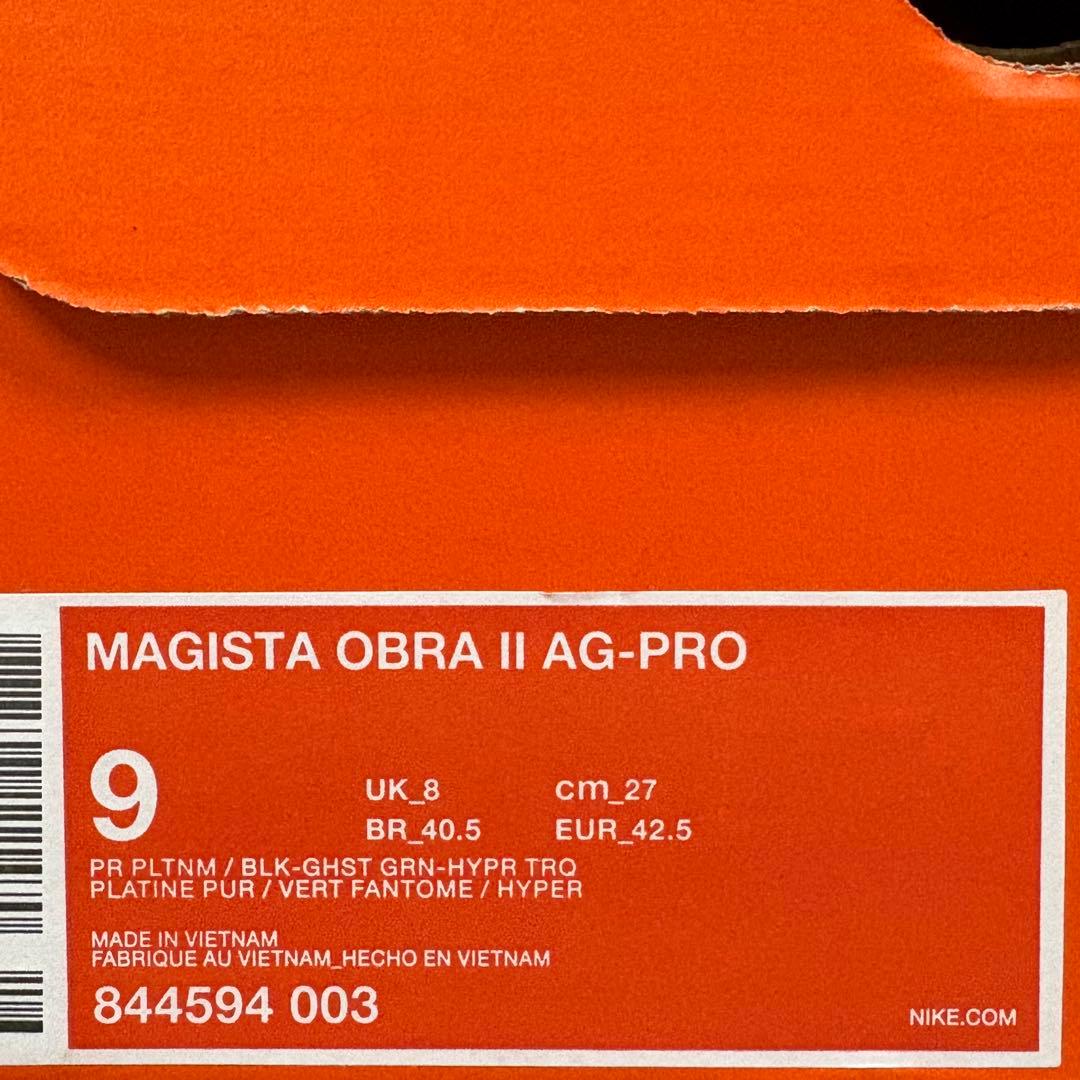 MAGISTA OBRA II AG-PRO
9
UK_8 cm_27
BR_40.5 EUR_42.5
PR PLTNM / BLK-GHST GRN-HYPR TRQ
PLATINE PUR / VERT FANTOME / HYPER
MADE IN VIETNAM
FABRIQUE AU VIETNAM_HECHO EN VIETNAM
844594 003
NIKE.COM